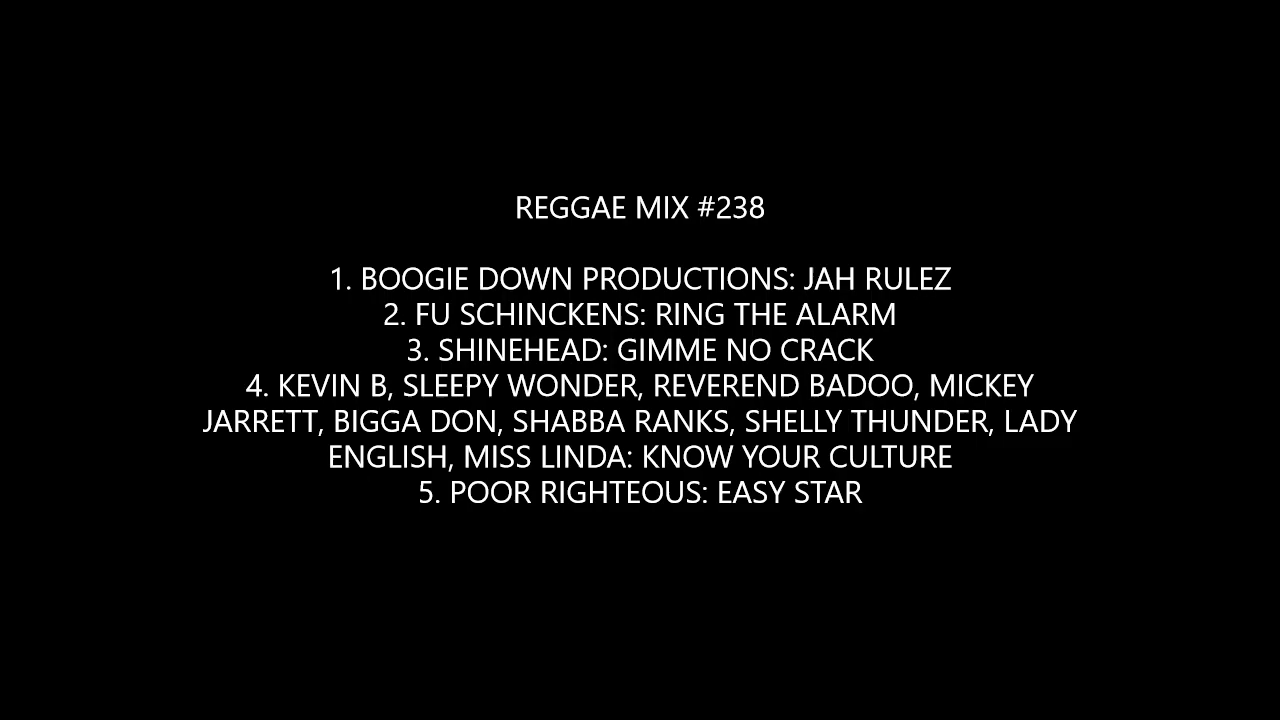 REGGAE MIX #238
1. BOOGIE DOWN PRODUCTIONS: JAH RULEZ
2. FU SCHINCKENS: RING THE ALARM
3. SHINEHEAD: GIMME NO CRACK
4. KEVIN B, SLEEPY WONDER, REVEREND BADOO, MICKEY
JARRETT, BIGGA DON, SHABBA RANKS, SHELLY THUNDER, LADY
ENGLISH, MISS LINDA: KNOW YOUR CULTURE
5. POOR RIGHTEOUS: EASY STAR